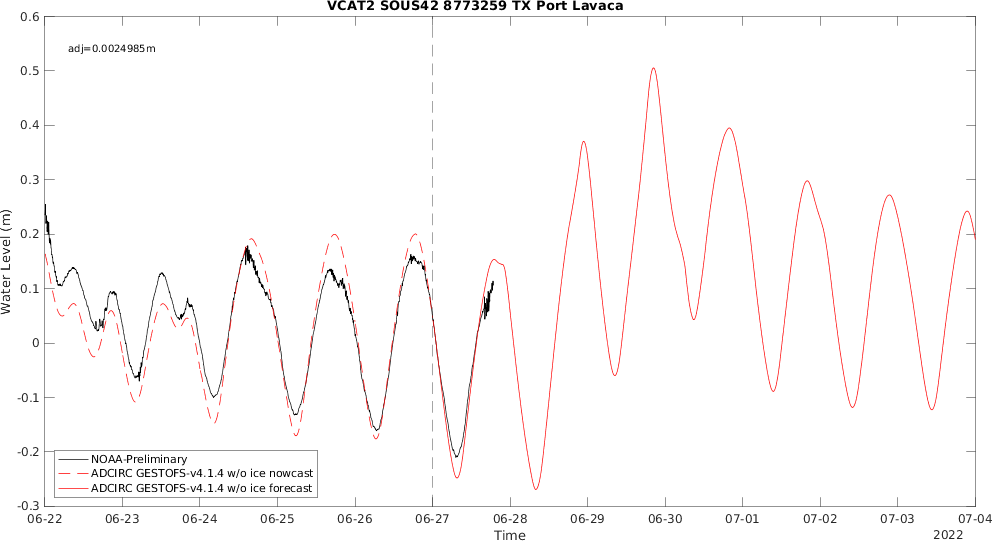 VCAT2 SOUS42 8773259 TX Port Lavaca
adj=0.0024985m
0.6
0.5
0.4
0.3
0.2
0.1
0
-0.1
-0.2
-0.3
Water Level (m)
NOAA-Preliminary
ADCIRC GESTOFS-v4.1.4 w/o ice nowcast
ADCIRC GESTOFS-v4.1.4 w/o ice forecast
06-22 06-23 06-24 06-25 06-26 06-27 06-28 06-29 06-30 07-01 07-02 07-03 07-04
Time
2022